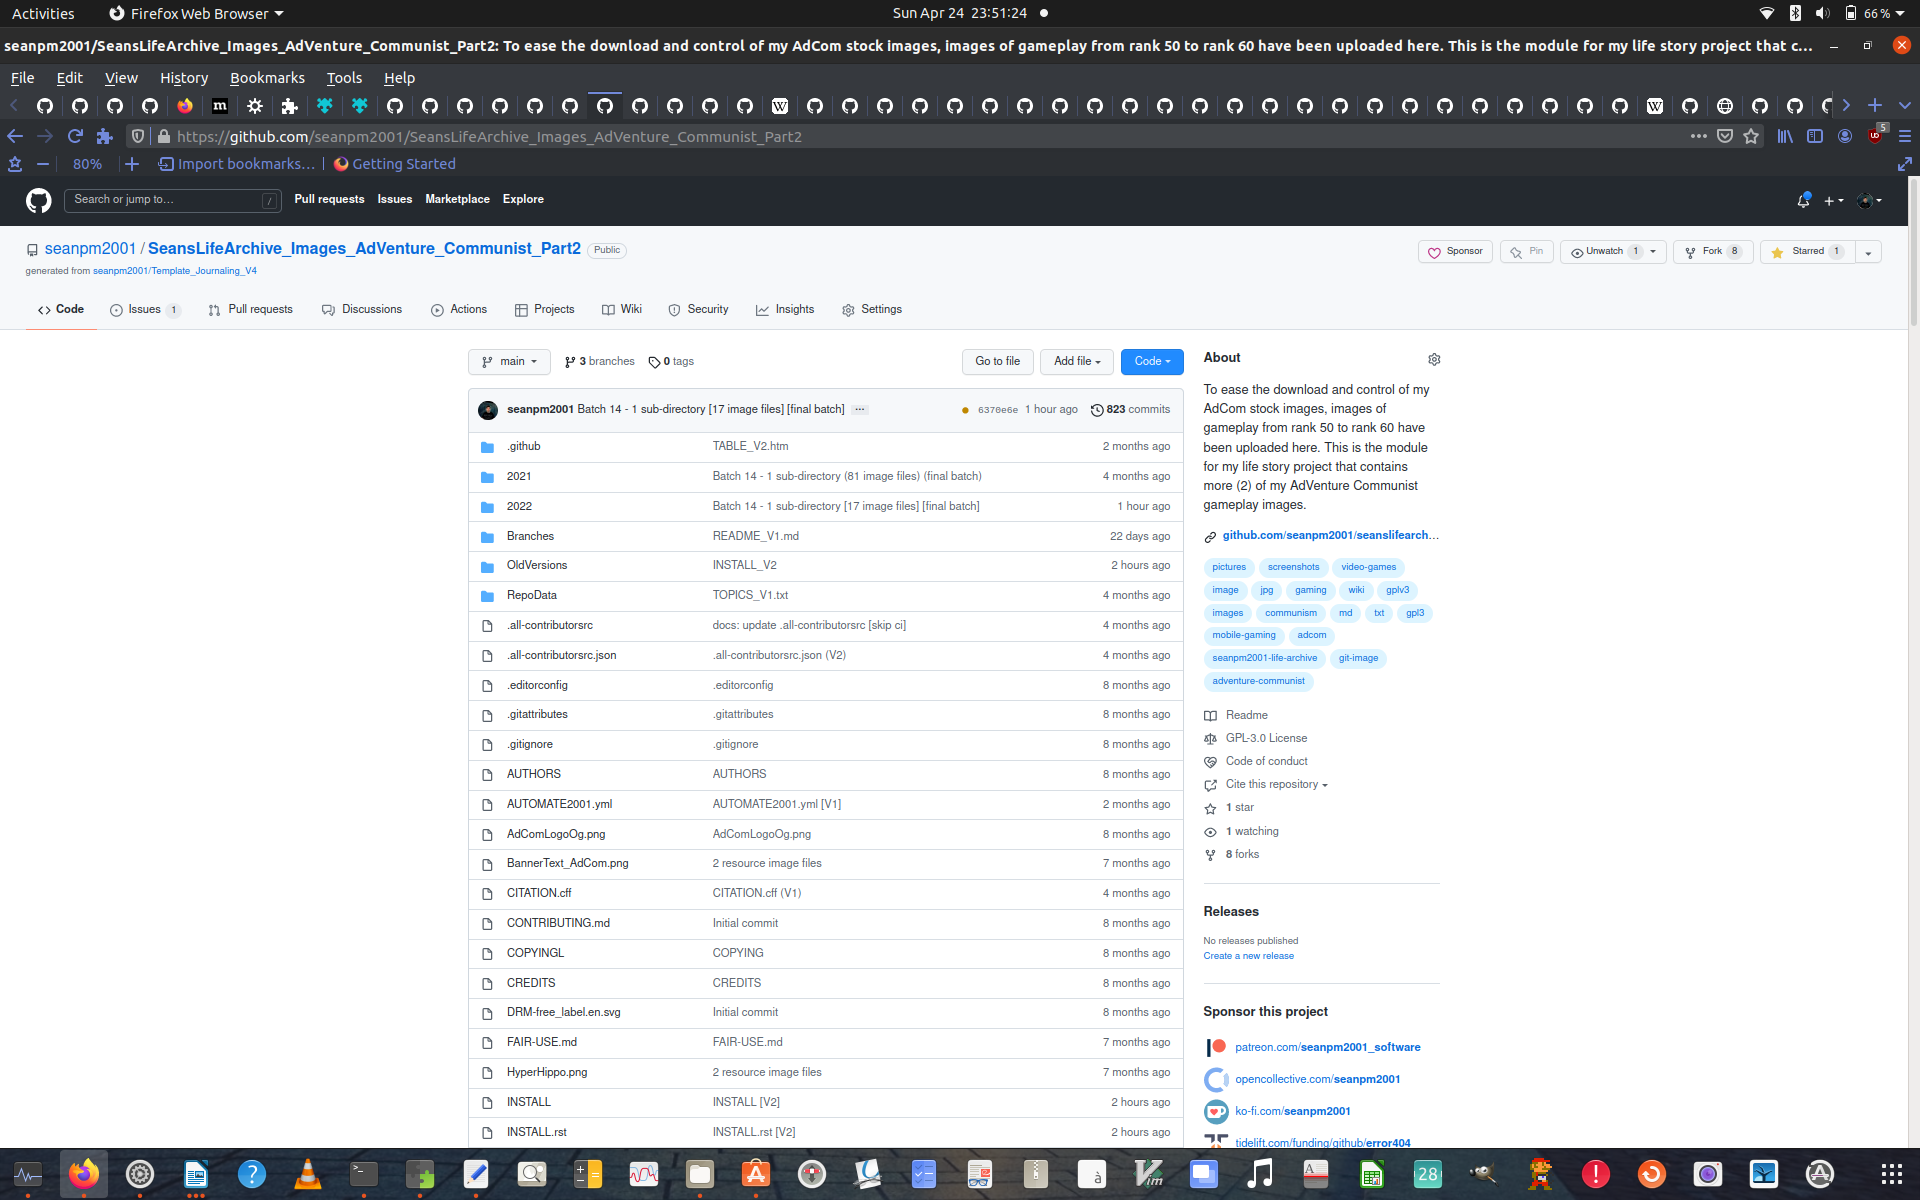 Activities Firefox Web Browser Sun Apr 24 23:51:24 66 %
seanpm2001/SeansLifeArchive_Images_AdVenture_Communist_Part2: To ease the download and control of my AdCom stock images, images of gameplay from rank 50 to rank 60 have been uploaded here. This is the module for my life story project that c…
File Edit View History Bookmarks Tools Help
https://github.com/seanpm2001/SeansLifeArchive_Images_AdVenture_Communist_Part2 5
80% Import bookmarks… Getting Started
Search or jump to… / Pull requests Issues Marketplace Explore
seanpm2001 / SeansLifeArchive_Images_AdVenture_Communist_Part2 Public Sponsor Pin Unwatch 1 Fork 8 Starred 1
generated from seanpm2001/Template_Journaling_V4
Code Issues 1 Pull requests Discussions Actions Projects Wiki Security Insights Settings
main 3 branches 0 tags Go to file Add file Code
seanpm2001 Batch 14 - 1 sub-directory [17 image files] [final batch] … 6370e6e 1 hour ago 823 commits
.github TABLE_V2.htm 2 months ago
2021 Batch 14 - 1 sub-directory (81 image files) (final batch) 4 months ago
2022 Batch 14 - 1 sub-directory [17 image files] [final batch] 1 hour ago
Branches README_V1.md 22 days ago
OldVersions INSTALL_V2 2 hours ago
RepoData TOPICS_V1.txt 4 months ago
.all-contributorsrc docs: update .all-contributorsrc [skip ci] 4 months ago
.all-contributorsrc.json .all-contributorsrc.json (V2) 4 months ago
.editorconfig .editorconfig 8 months ago
.gitattributes .gitattributes 8 months ago
.gitignore .gitignore 8 months ago
AUTHORS AUTHORS 8 months ago
AUTOMATE2001.yml AUTOMATE2001.yml [V1] 2 months ago
AdComLogoOg.png AdComLogoOg.png 8 months ago
BannerText_AdCom.png 2 resource image files 7 months ago
CITATION.cff CITATION.cff (V1) 4 months ago
CONTRIBUTING.md Initial commit 8 months ago
COPYINGL COPYING 8 months ago
CREDITS CREDITS 8 months ago
DRM-free_label.en.svg Initial commit 8 months ago
FAIR-USE.md FAIR-USE.md 7 months ago
HyperHippo.png 2 resource image files 7 months ago
INSTALL INSTALL [V2] 2 hours ago
INSTALL.rst INSTALL.rst [V2] 2 hours ago
About
To ease the download and control of my
AdCom stock images, images of
gameplay from rank 50 to rank 60 have
been uploaded here. This is the module
for my life story project that contains
more (2) of my AdVenture Communist
gameplay images.
github.com/seanpm2001/seanslifearch…
pictures screenshots video-games
image jpg gaming wiki gplv3
images communism md txt gpl3
mobile-gaming adcom
seanpm2001-life-archive git-image
adventure-communist
Readme
GPL-3.0 License
Code of conduct
Cite this repository
1 star
1 watching
8 forks
Releases
No releases published
Create a new release
Sponsor this project
patreon.com/seanpm2001_software
opencollective.com/seanpm2001
ko-fi.com/seanpm2001
tidelift.com/funding/github/error404
28